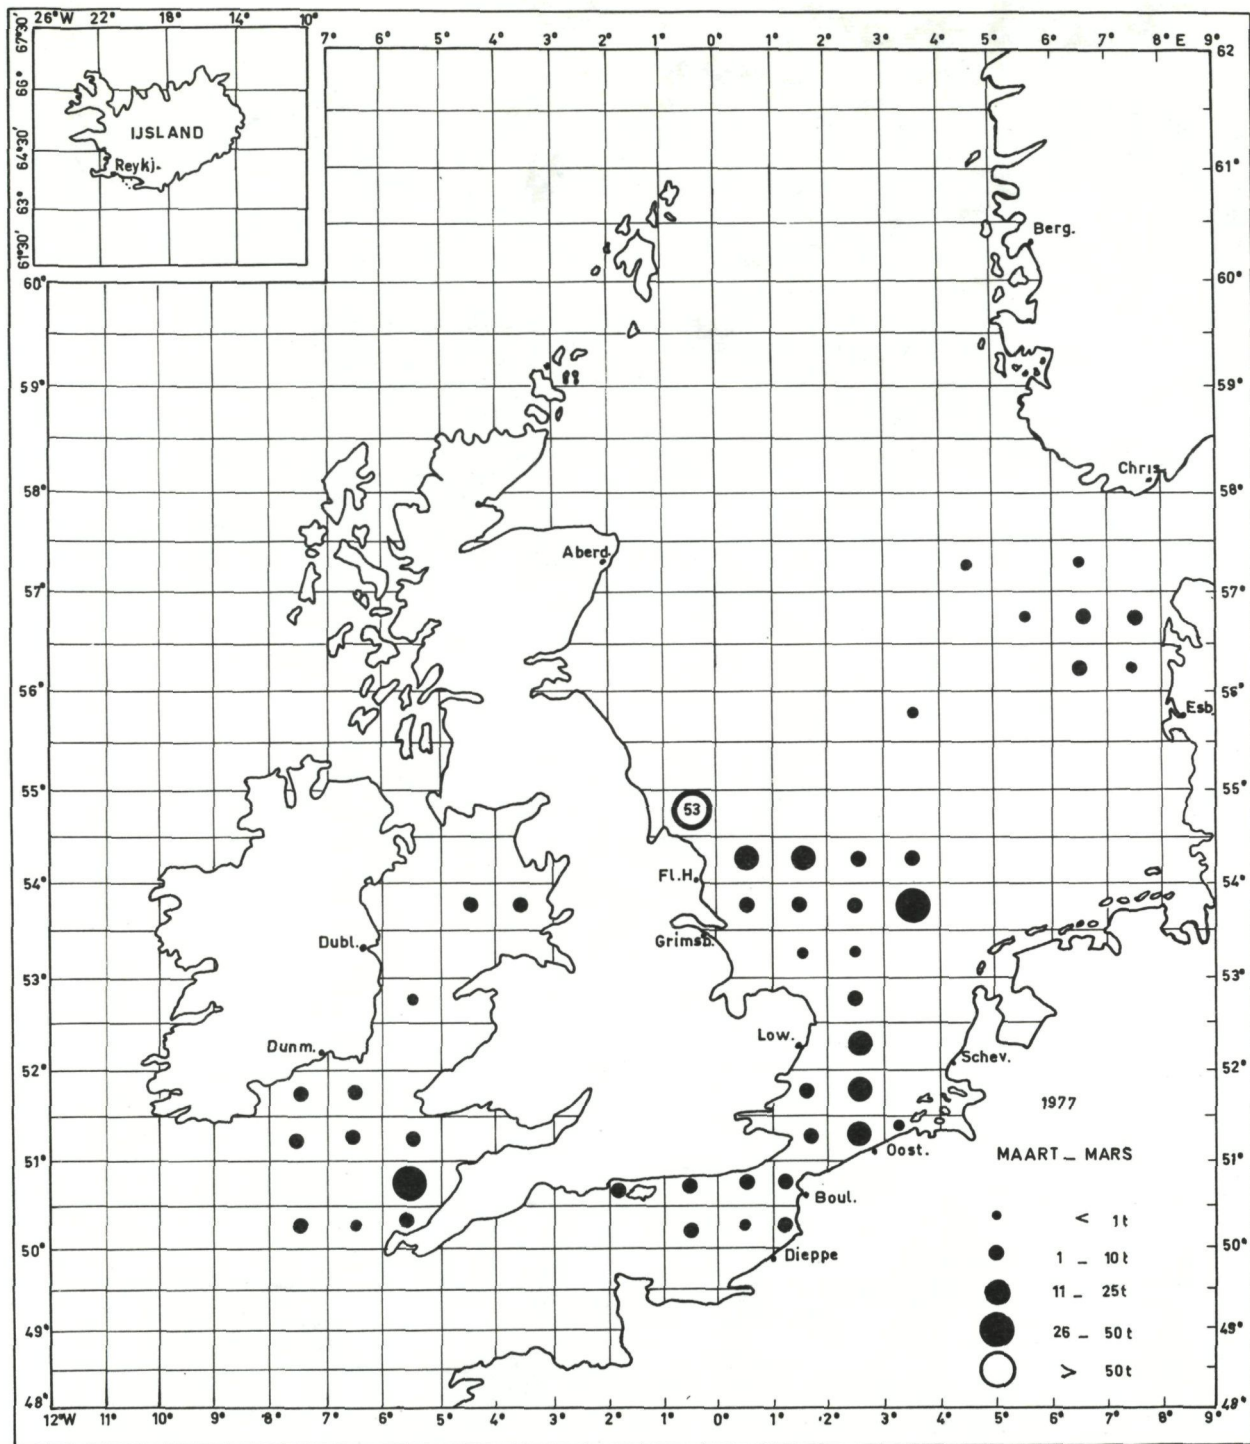 26°W 22° 18° 14° 10°
67°30'
66°
64°30'
63°
61°30'
IJSLAND
Reykj.
7° 6° 5° 4° 3° 2° 1° 0° 1° 2° 3° 4° 5° 6° 7° 8° E 9°
62
61°
Berg.
60° 60°
59° 59°
Chris
58° 58°
Aberd.
57° 57°
56° 56°
Esb
55° 55°
53
54° 54°
Fl.H.
Grimsb.
Dubl.
53° 53°
Low.
Dunm.
Schev.
52° 52°
1977
Oost.
51° 51°
MAART _ MARS
Boul.
< 1t
50° 50°
Dieppe
1 _ 10t
11 _ 25t
49° 49°
26 _ 50t
> 50t
48° 48°
12°W 11° 10° 9° 8° 7° 6° 5° 4° 3° 2° 1° 0° 1° 2° 3° 4° 5° 6° 7° 8° 9°